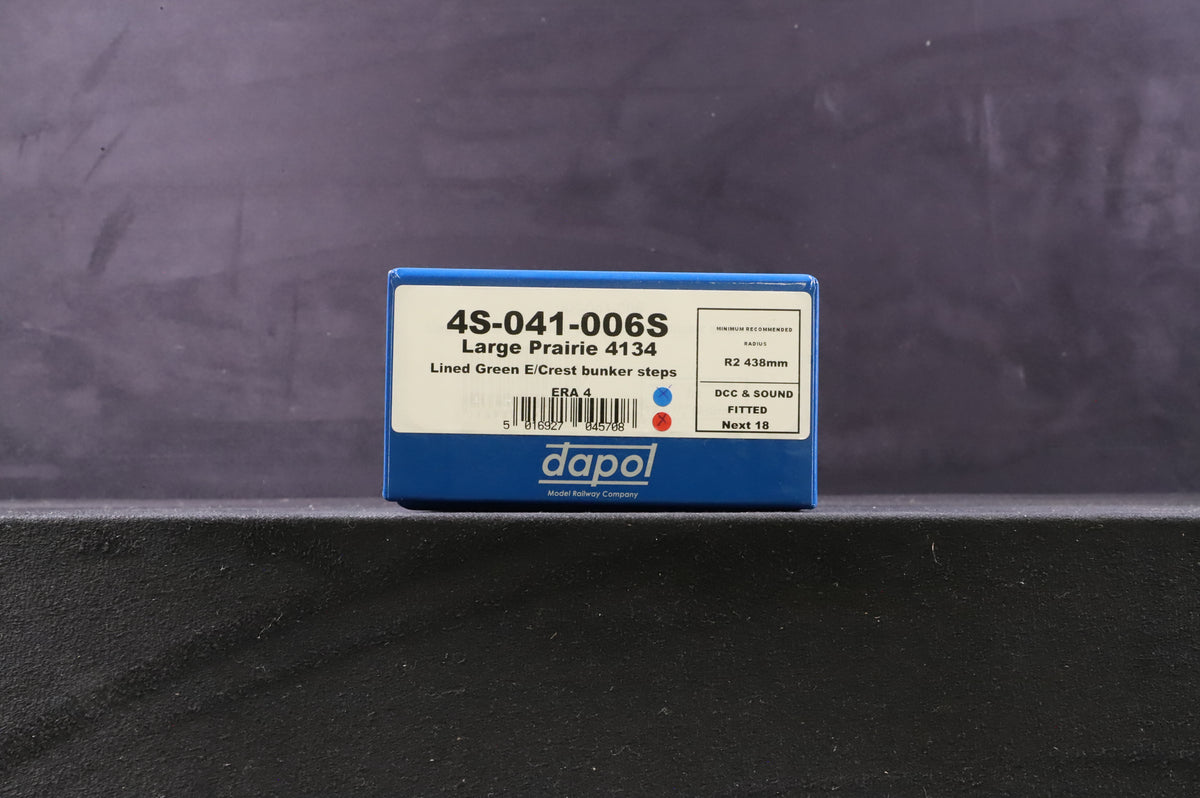 4S-041-006S
Large Prairie 4134
Lined Green E/Crest bunker steps
ERA 4
X
X
5 016927 045708
MINIMUM RECOMMENDED
RADIUS
R2 438mm
DCC & SOUND
FITTED
Next 18
dapol
Model Railway Company